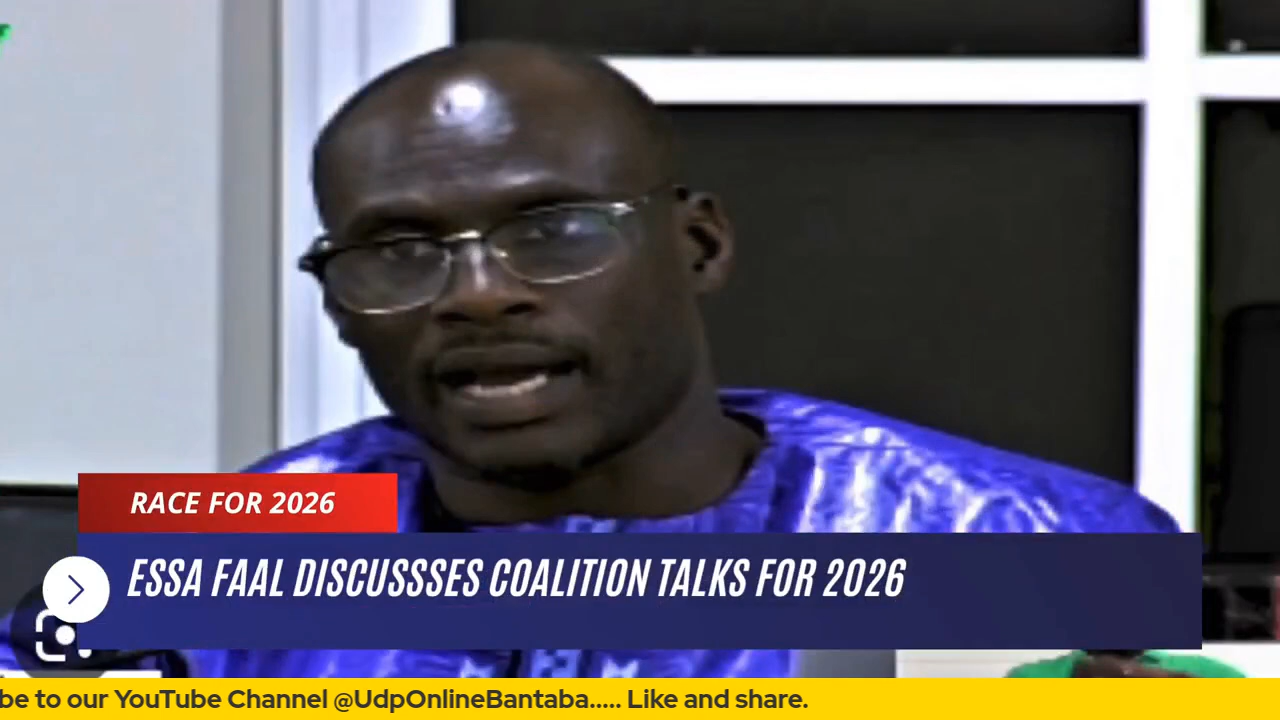 RACE FOR 2026
ESSA FAAL DISCUSSSES COALITION TALKS FOR 2026
be to our YouTube Channel @UdpOnlineBantaba..... Like and share.